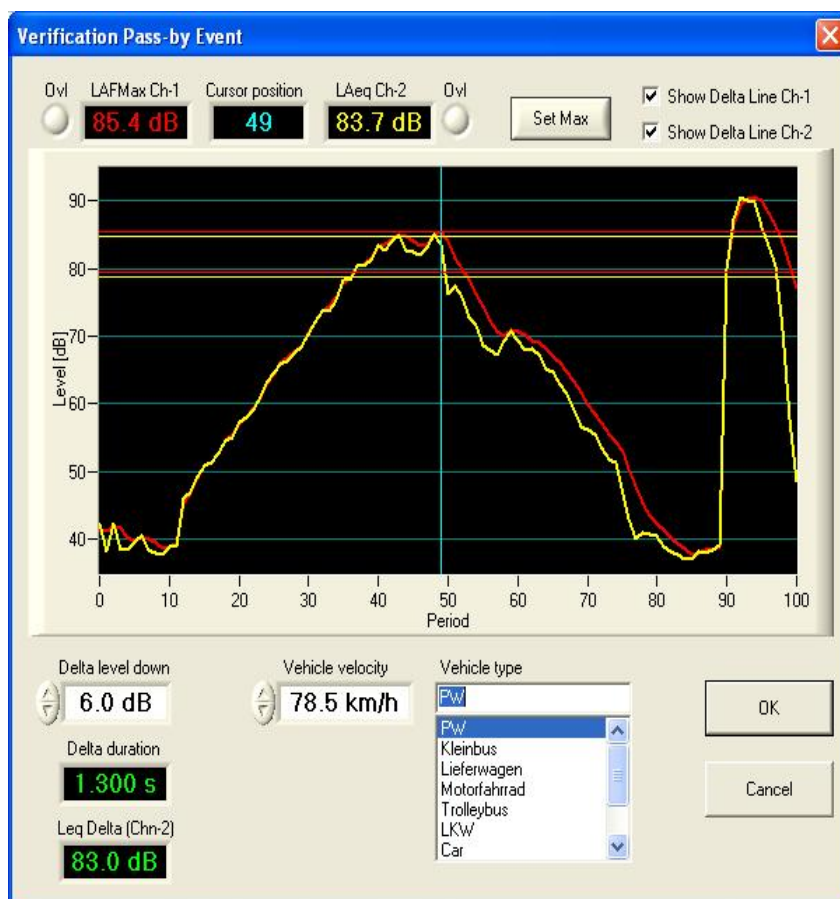 Verification Pass-by Event
Ovl LAFMax Ch-1 Cursor position LAeq Ch-2 Ovl
85.4 dB 49 83.7 dB
Set Max
Show Delta Line Ch-1
Show Delta Line Ch-2
90
80
70
60
50
40
Level [dB]
0 10 20 30 40 50 60 70 80 90 100
Period
Delta level down
6.0 dB
Delta duration
1.300 s
Leq Delta (Chn-2)
83.0 dB
Vehicle velocity
78.5 km/h
Vehicle type
PW
PW
Kleinbus
Lieferwagen
Motorfahrrad
Trolleybus
LKW
Car
OK
Cancel